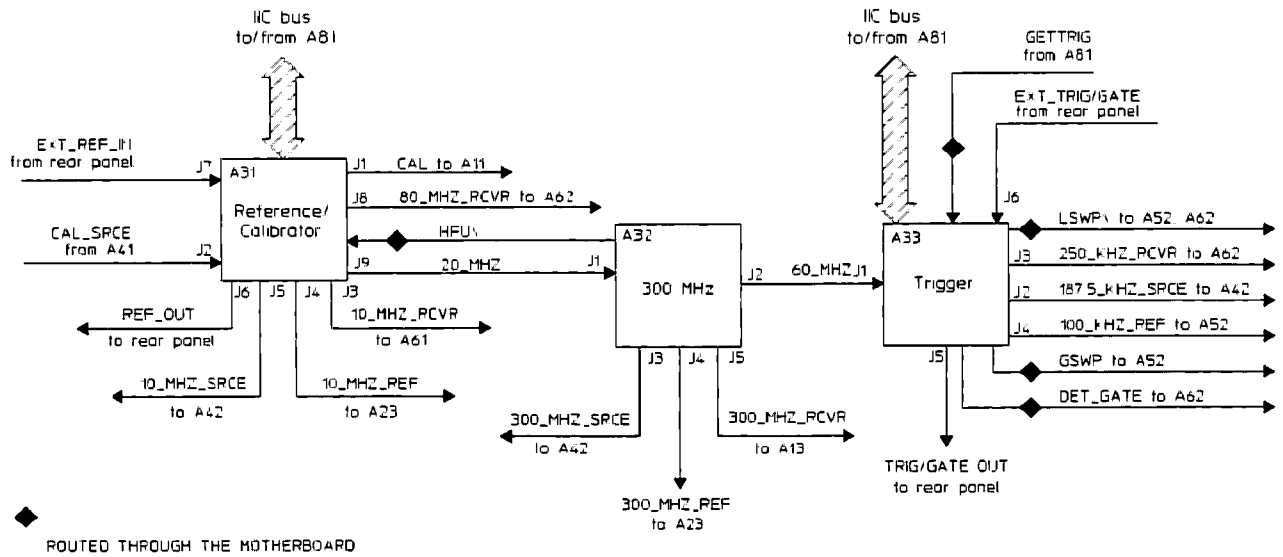 IIC bus
to/from A81
IIC bus
to/from A81
GETTRIG
from A81
EXT_TRIG/GATE
from rear panel
EXT_REF_IN
from rear panel
J7
A31
J1
CAL to A11
J8
80_MHZ_RCVR to A62
J6
Reference/
Calibrator
CAL_SRCE
from A41
J2
HFUN
A32
A33
LSWPN to A52, A62
J9
20_MHZ
J1
J3
250_KHZ_RCVR to A62
300 MHz
J2
60_MHZ
J1
Trigger
J2
187.5_KHZ_SRCE to A42
J6
J5
J4
J3
REF_OUT
to rear panel
10_MHZ_RCVR
to A61
J4
100_KHZ_REF to A52
J3
J4
J5
J5
GSWP to A52
10_MHZ_SRCE
to A42
10_MHZ_REF
to A23
DET_GATE to A62
300_MHZ_SRCE
to A42
300_MHZ_RCVR
to A13
TRIG/GATE OUT
to rear panel
300_MHZ_REF
to A23
ROUTED THROUGH THE MOTHERBOARD